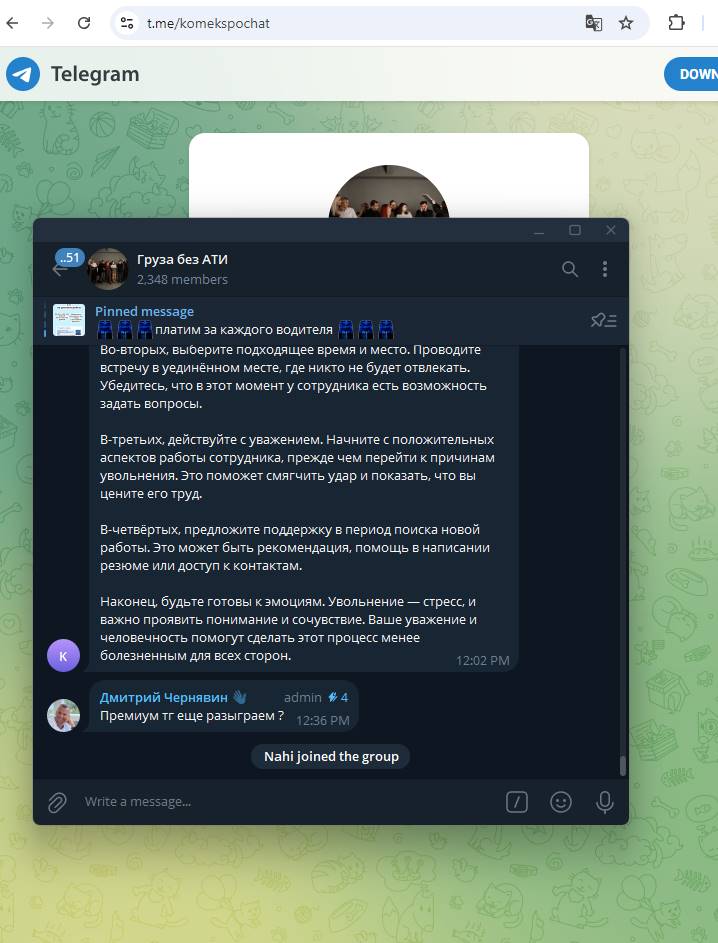 t.me/komekspochat
Telegram
DOWN
..51
Груза без АТИ
2,348 members
Pinned message
платим за каждого водителя
Во-вторых, выберите подходящее время и место. Проводите
встречу в уединённом месте, где никто не будет отвлекать.
Убедитесь, что в этот момент у сотрудника есть возможность
задать вопросы.
В-третьих, действуйте с уважением. Начните с положительных
аспектов работы сотрудника, прежде чем перейти к причинам
увольнения. Это поможет смягчить удар и показать, что вы
цените его труд.
В-четвёртых, предложите поддержку в период поиска новой
работы. Это может быть рекомендация, помощь в написании
резюме или доступ к контактам.
Наконец, будьте готовы к эмоциям. Увольнение — стресс, и
важно проявить понимание и сочувствие. Ваше уважение и
человечность помогут сделать этот процесс менее
болезненным для всех сторон.
К
12:02 PM
Дмитрий Чернявин 👋🏿 admin 4
Премиум тг еще разыграем ? 12:36 PM
Nahi joined the group
Write a message...